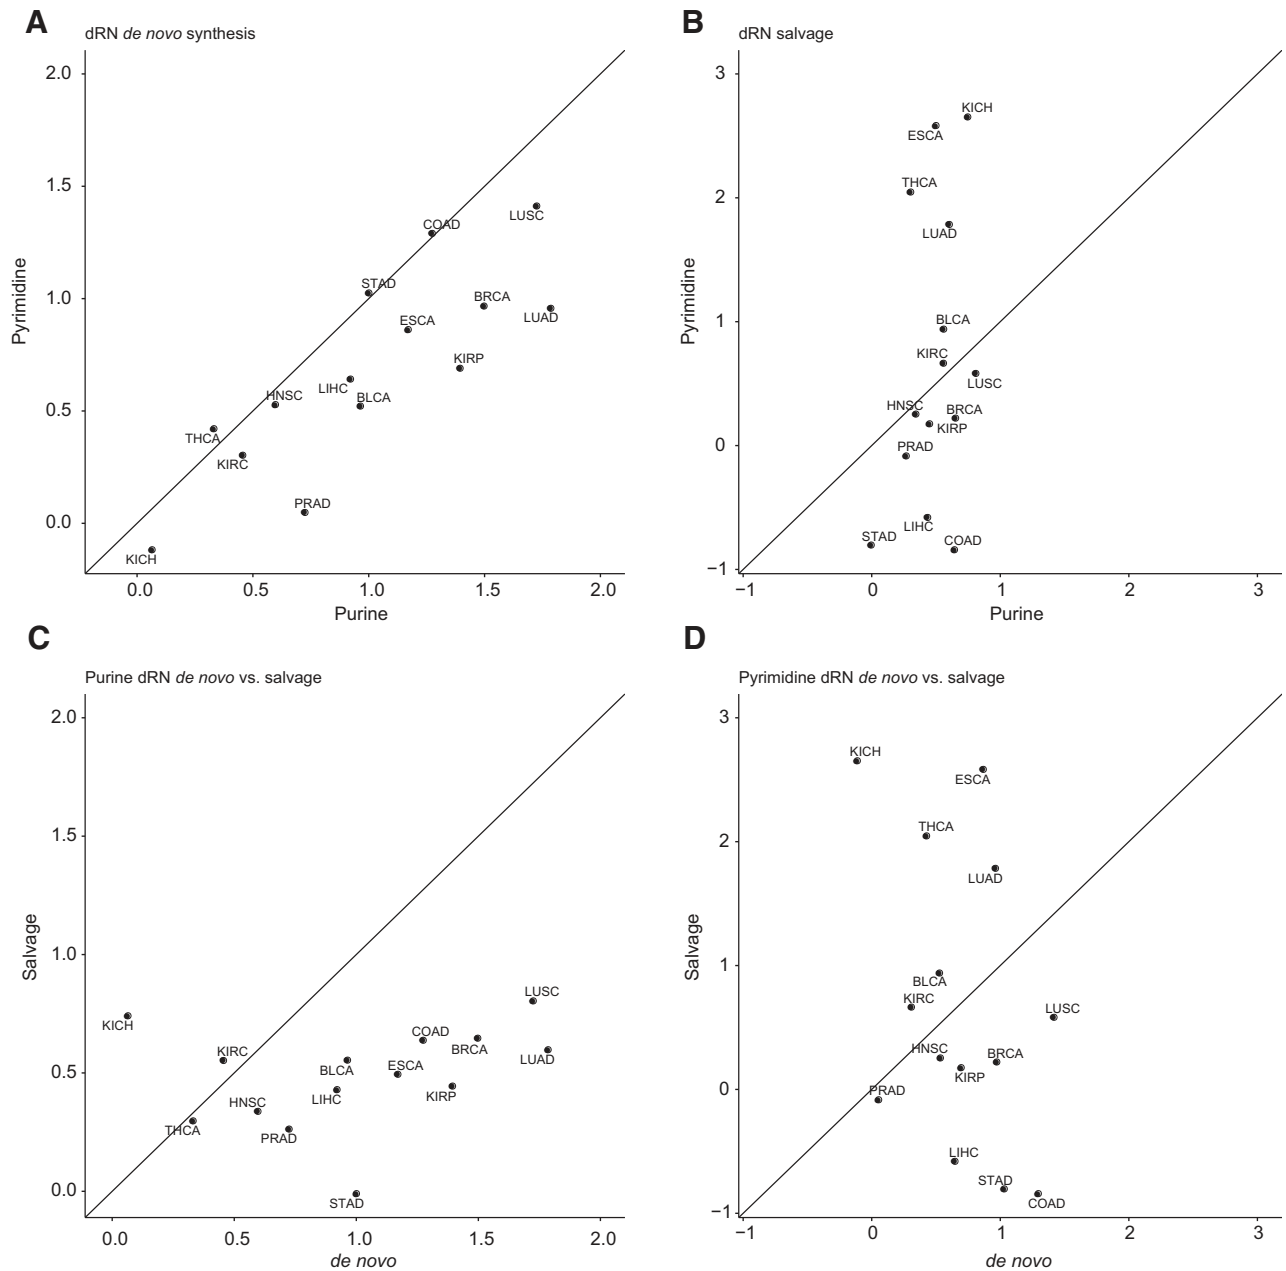 A
dRN de novo synthesis
2.0
1.5
1.0
0.5
0.0
Pyrimidine
LUSC
COAD
STAD
BRCA
LUAD
ESCA
KIRP
LIHC
BLCA
HNSC
THCA
KIRC
PRAD
KICH
0.0 0.5 1.0 1.5 2.0
Purine
B
dRN salvage
3
2
1
0
−1
Pyrimidine
KICH
ESCA
THCA
LUAD
BLCA
KIRC
LUSC
HNSC
BRCA
KIRP
PRAD
LIHC
STAD
COAD
−1 0 1 2 3
Purine
C
Purine dRN de novo vs. salvage
2.0
1.5
1.0
0.5
0.0
Salvage
LUSC
KICH
COAD
KIRC
BRCA
LUAD
BLCA
ESCA
LIHC
KIRP
HNSC
THCA
PRAD
STAD
0.0 0.5 1.0 1.5 2.0
de novo
D
Pyrimidine dRN de novo vs. salvage
3
2
1
0
−1
Salvage
KICH
ESCA
THCA
LUAD
BLCA
KIRC
LUSC
HNSC
BRCA
KIRP
PRAD
LIHC
STAD
COAD
−1 0 1 2 3
de novo